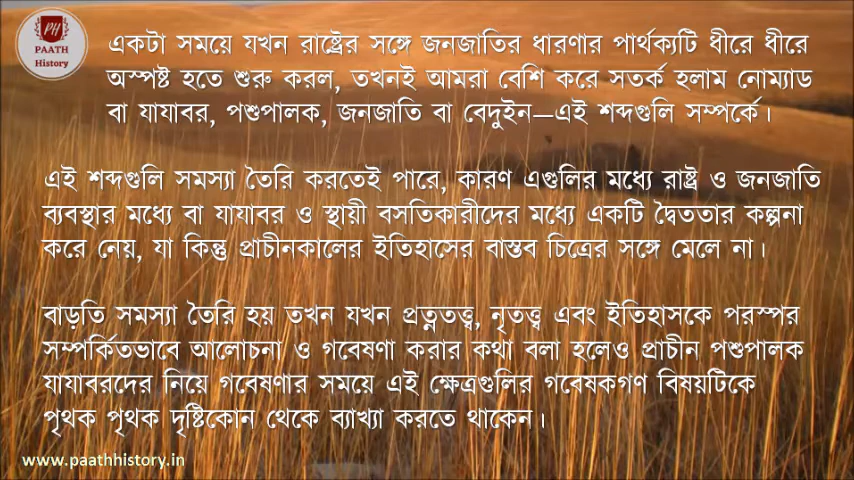 PH
PAATH
History
একটা সময়ে যখন রাষ্ট্রের সঙ্গে জনজাতির ধারণার পার্থক্যটি ধীরে ধীরে
অস্পষ্ট হতে শুরু করল, তখনই আমরা বেশি করে সতর্ক হলাম নোম্যাড
বা যাযাবর, পশুপালক, জনজাতি বা বেদুইন—এই শব্দগুলি সম্পর্কে।
এই শব্দগুলি সমস্যা তৈরি করতেই পারে, কারণ এগুলির মধ্যে রাষ্ট্র ও জনজাতি
ব্যবস্থার মধ্যে বা যাযাবর ও স্থায়ী বসতিকারীদের মধ্যে একটি দ্বৈততার কল্পনা
করে নেয়, যা কিন্তু প্রাচীনকালের ইতিহাসের বাস্তব চিত্রের সঙ্গে মেলে না।
বাড়তি সমস্যা তৈরি হয় তখন যখন প্রত্নতত্ত্ব, নৃতত্ত্ব এবং ইতিহাসকে পরস্পর
সম্পর্কিতভাবে আলোচনা ও গবেষণা করার কথা বলা হলেও প্রাচীন পশুপালক
যাযাবরদের নিয়ে গবেষণার সময়ে এই ক্ষেত্রগুলির গবেষকগণ বিষয়টিকে
পৃথক পৃথক দৃষ্টিকোন থেকে ব্যাখ্যা করতে থাকেন।
www.paathhistory.in